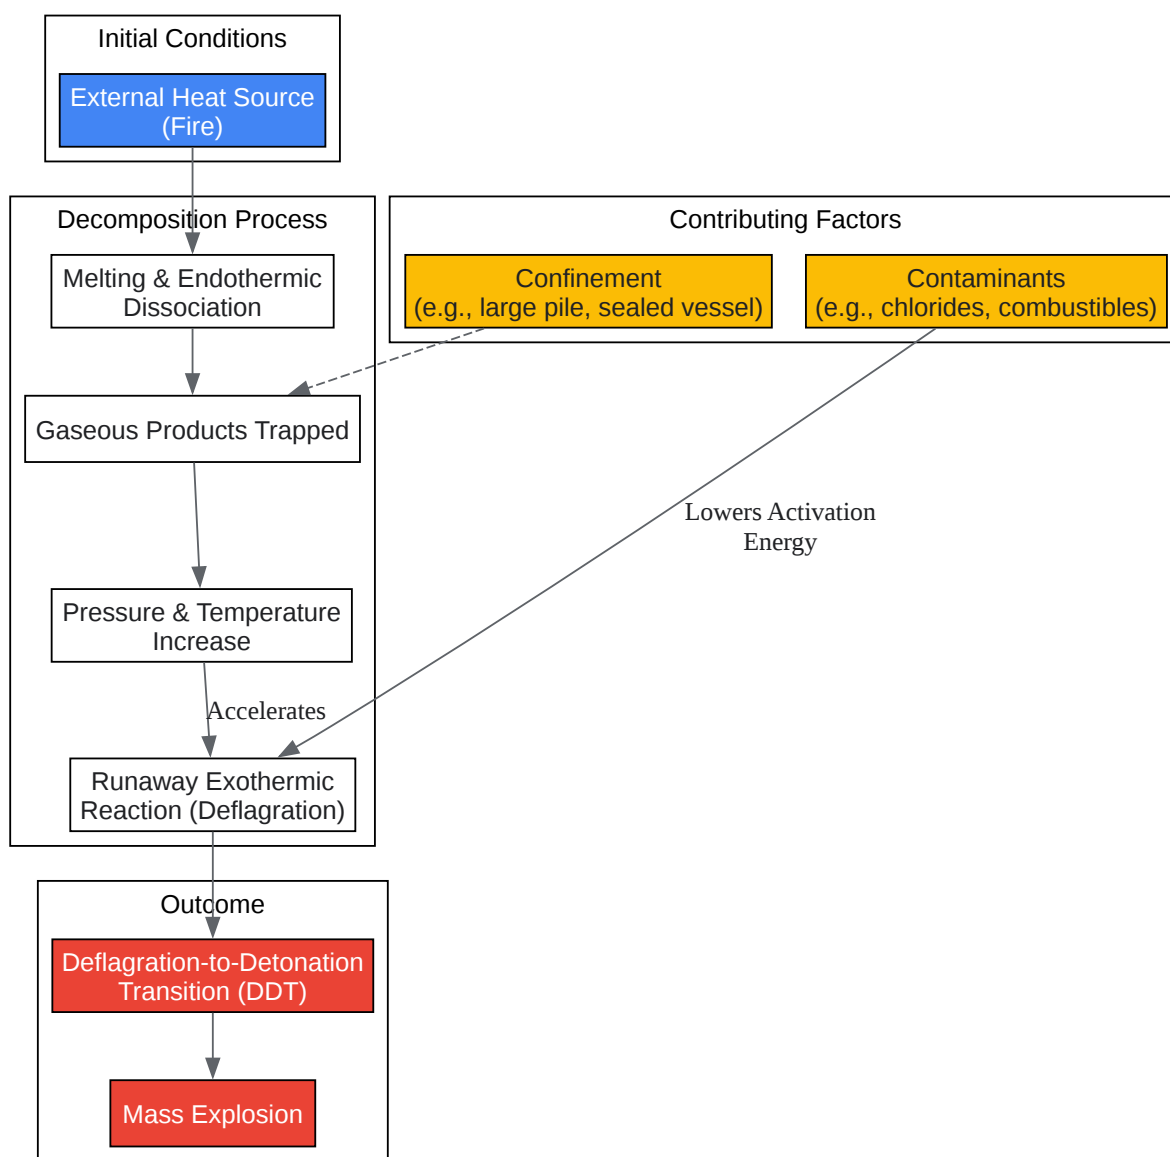 Initial Conditions
External Heat Source
(Fire)
Decomposition Process
Contributing Factors
Melting & Endothermic
Dissociation
Confinement
(e.g., large pile, sealed vessel)
Contaminants
(e.g., chlorides, combustibles)
Gaseous Products Trapped
Lowers Activation
Energy
Pressure & Temperature
Increase
Accelerates
Runaway Exothermic
Reaction (Deflagration)
Outcome
Deflagration-to-Detonation
Transition (DDT)
Mass Explosion